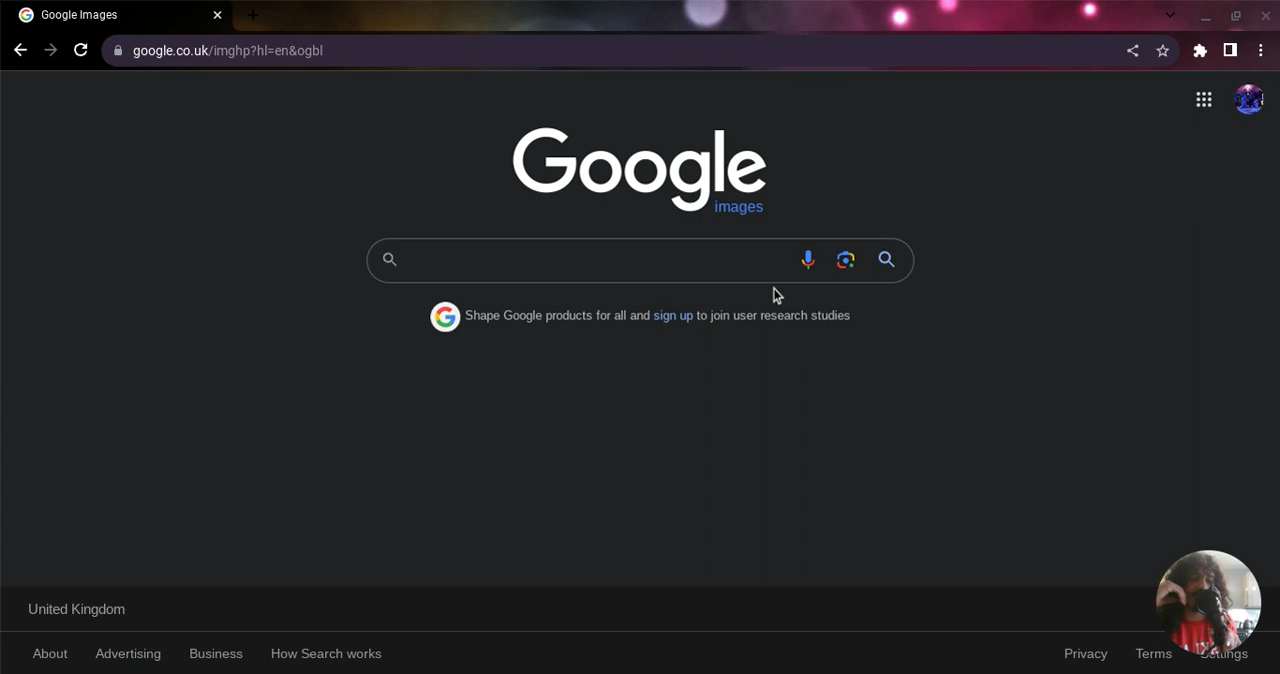 Google Images
google.co.uk/imghp?hl=en&ogbl
Google
images
Shape Google products for all and sign up to join user research studies
United Kingdom
About Advertising Business How Search works
Privacy Terms Settings